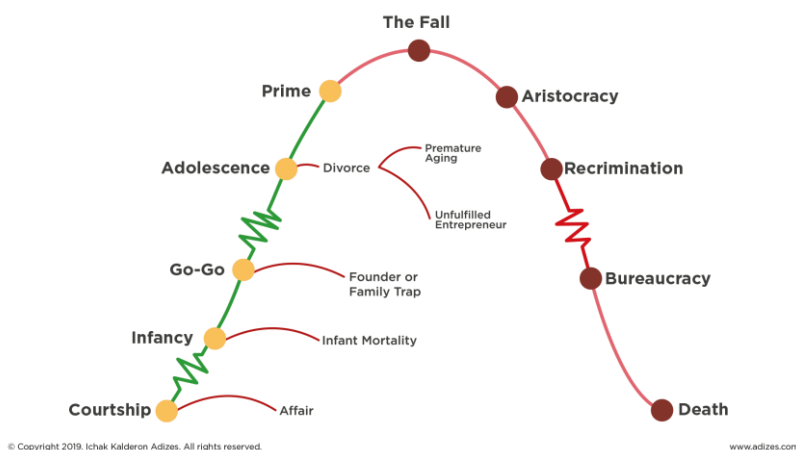 The Fall
Prime
Aristocracy
Adolescence
Divorce
Premature
Aging
Recrimination
Unfulfilled
Entrepreneur
Go-Go
Founder or
Family Trap
Bureaucracy
Infancy
Infant Mortality
Courtship
Affair
Death
© Copyright 2019. Ichak Kalderon Adizes. All rights reserved.
www.adizes.com